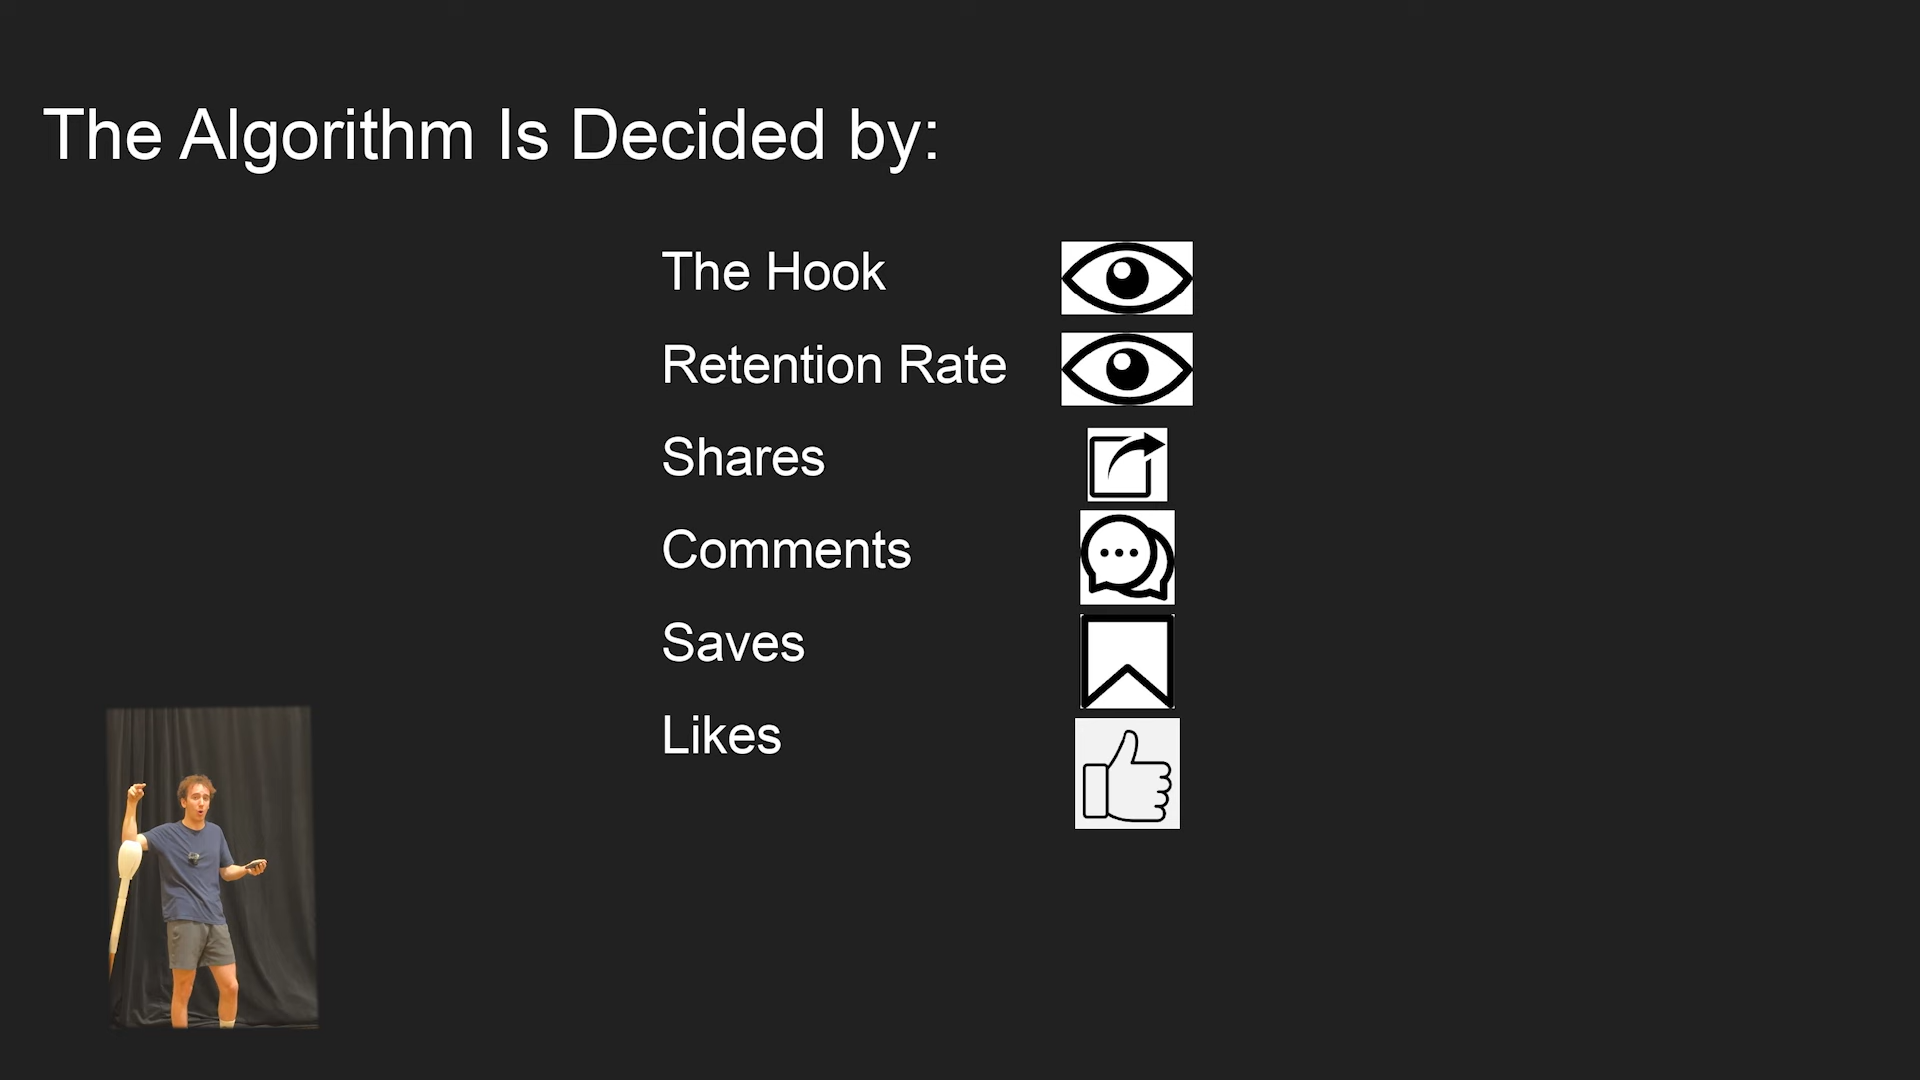 The Algorithm Is Decided by:
The Hook
Retention Rate
Shares
Comments
Saves
Likes